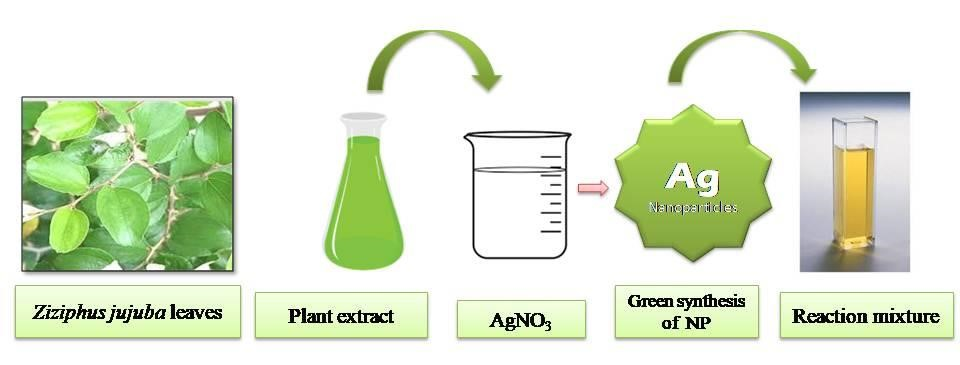 Ag
Nanoparticles
Ziziphus jujuba leaves
Plant extract
AgNO₃
Green synthesis
of NP
Reaction mixture